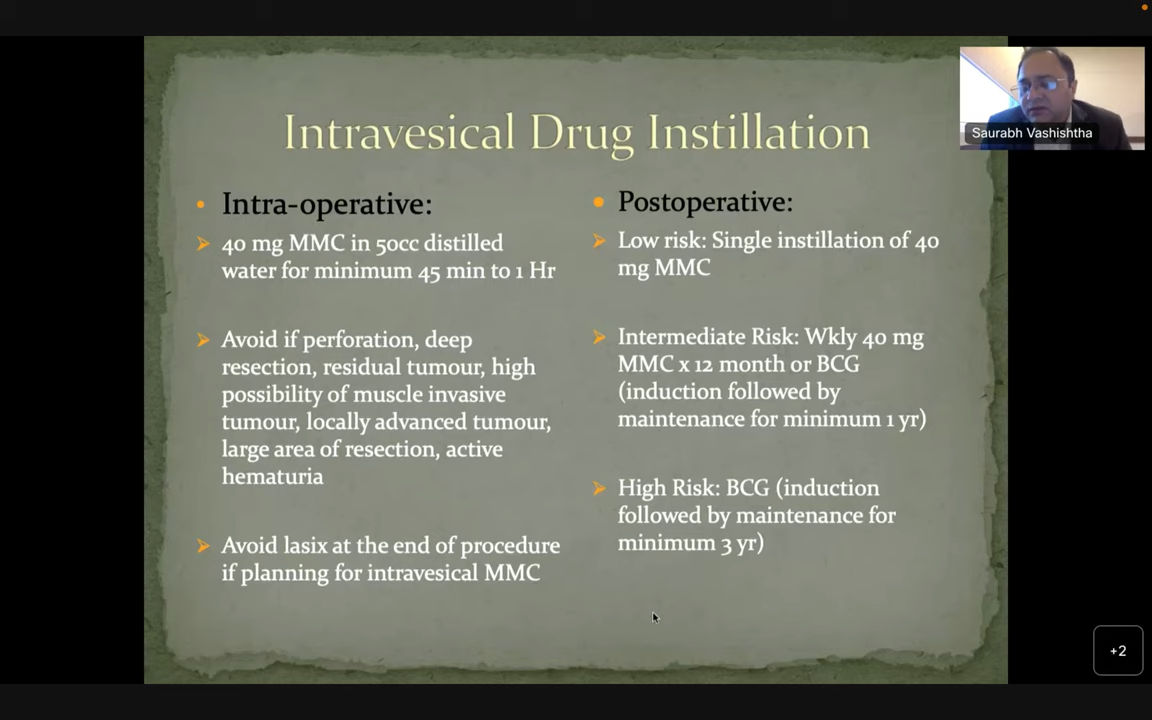 Intravesical Drug Instillation
Saurabh Vashishtha
• Intra-operative:
➢ 40 mg MMC in 50cc distilled
water for minimum 45 min to 1 Hr
➢ Avoid if perforation, deep
resection, residual tumour, high
possibility of muscle invasive
tumour, locally advanced tumour,
large area of resection, active
hematuria
➢ Avoid lasix at the end of procedure
if planning for intravesical MMC
• Postoperative:
➢ Low risk: Single instillation of 40
mg MMC
➢ Intermediate Risk: Wkly 40 mg
MMC x 12 month or BCG
(induction followed by
maintenance for minimum 1 yr)
➢ High Risk: BCG (induction
followed by maintenance for
minimum 3 yr)
+2